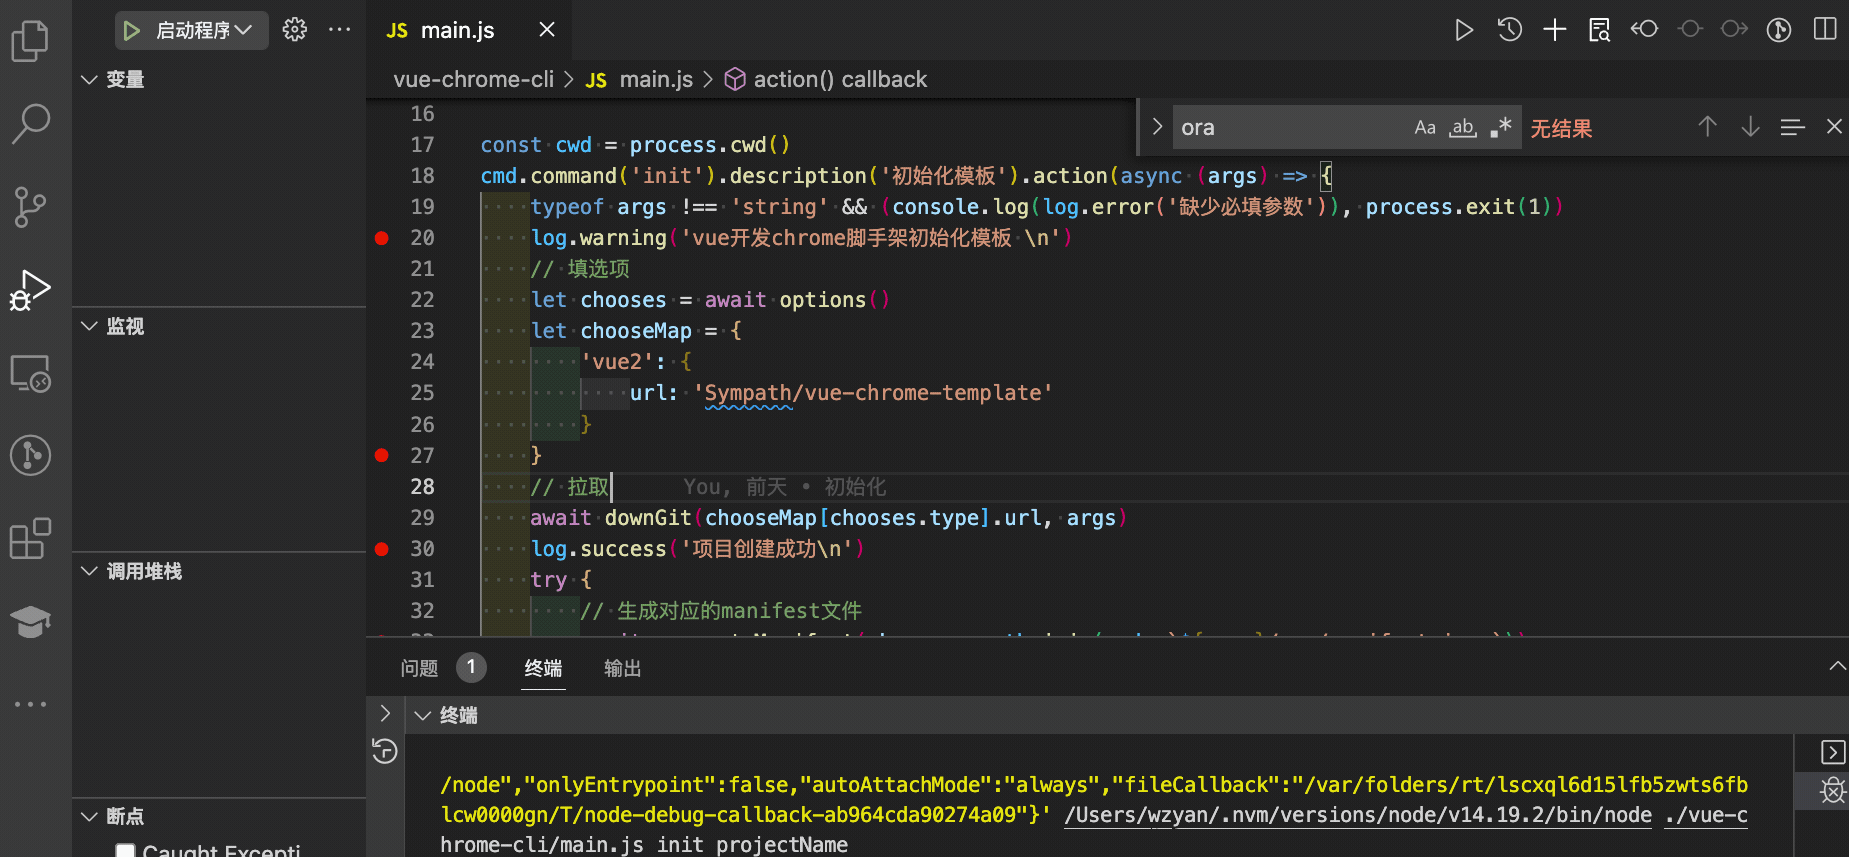 启动程序
JS main.js
vue-chrome-cli > JS main.js > action() callback
变量
监视
调用堆栈
断点
Caught Excepti
ora
Aa ab .*
无结果
16
17 const cwd = process.cwd()
18 cmd.command('init').description('初始化模板').action(async (args) => {
19 typeof args !== 'string' && (console.log(log.error('缺少必填参数')), process.exit(1))
20 log.warning('vue开发chrome脚手架初始化模板 \n')
21 // 填选项
22 let chooses = await options()
23 let chooseMap = {
24 'vue2': {
25 url: 'Sympath/vue-chrome-template'
26 }
27 }
28 // 拉取 You, 前天 • 初始化
29 await downGit(chooseMap[chooses.type].url, args)
30 log.success('项目创建成功\n')
31 try {
32 // 生成对应的manifest文件
问题 1 终端 输出
终端
/node","onlyEntrypoint":false,"autoAttachMode":"always","fileCallback":"/var/folders/rt/lscxql6d15lfb5zwts6fb
lcw0000gn/T/node-debug-callback-ab964cda90274a09"}' /Users/wzyan/.nvm/versions/node/v14.19.2/bin/node ./vue-c
hrome-cli/main.js init projectName